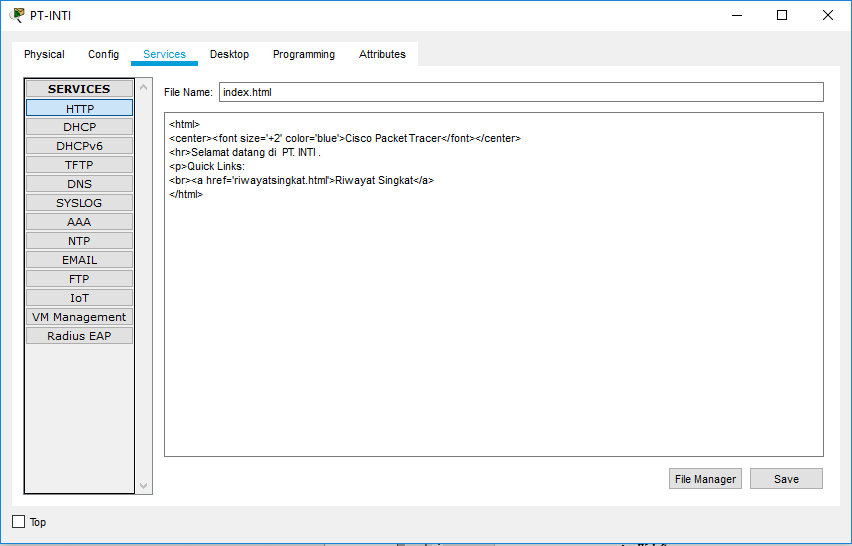 PT-INTI
Physical Config Services Desktop Programming Attributes
SERVICES
HTTP
DHCP
DHCPv6
TFTP
DNS
SYSLOG
AAA
NTP
EMAIL
FTP
IoT
VM Management
Radius EAP
File Name: index.html
<html>
<center><font size='+2' color='blue'>Cisco Packet Tracer</font></center>
<hr>Selamat datang di  PT. INTI .
<p>Quick Links:
<br><a href='riwayatsingkat.html'>Riwayat Singkat</a>
</html>
File Manager Save
Top